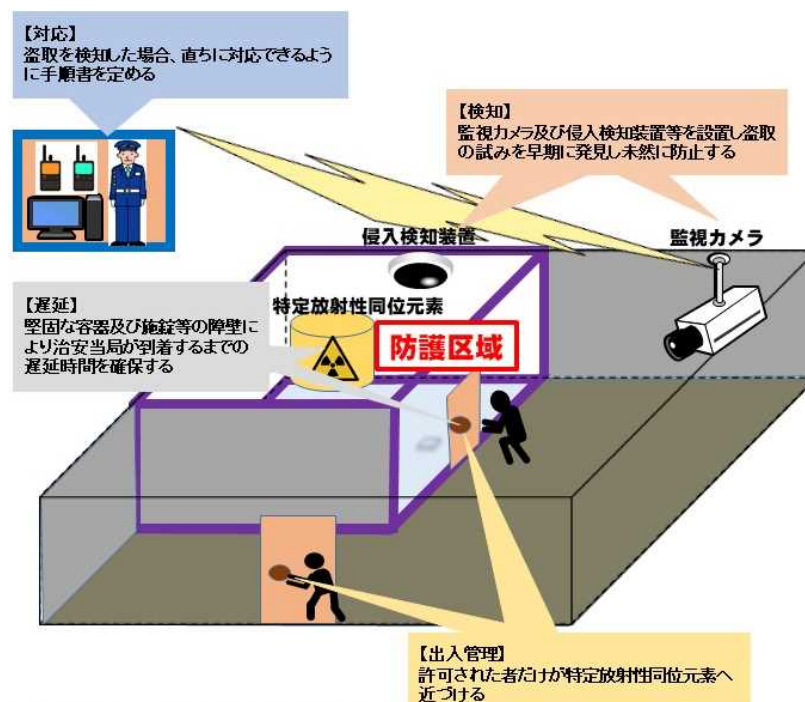 【対応】
盗取を検知した場合、直ちに対応できるよう
に手順書を定める
【検知】
監視カメラ及び侵入検知装置等を設置し盗取
の試みを早期に発見し未然に防止する
侵入検知装置
監視カメラ
【遅延】
堅固な容器及び施錠等の障壁に
より治安当局が到着するまでの
遅延時間を確保する
特定放射性同位元素
防護区域
【出入管理】
許可された者だけが特定放射性同位元素へ
近づける